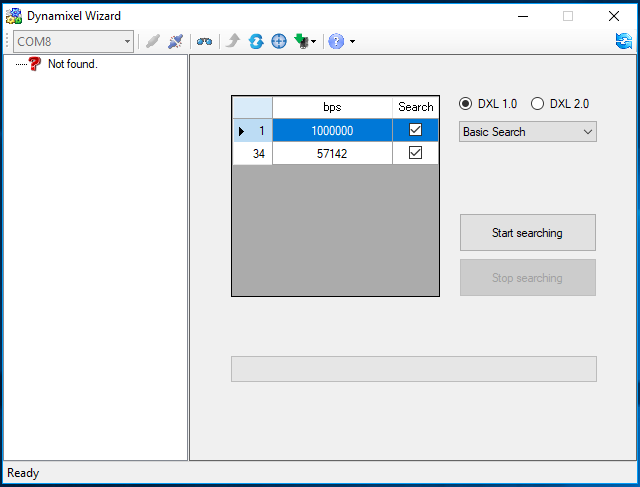 Dynamixel Wizard
COM8
Not found.
bps Search
1 1000000
34 57142
DXL 1.0 DXL 2.0
Basic Search
Start searching
Stop searching
Ready